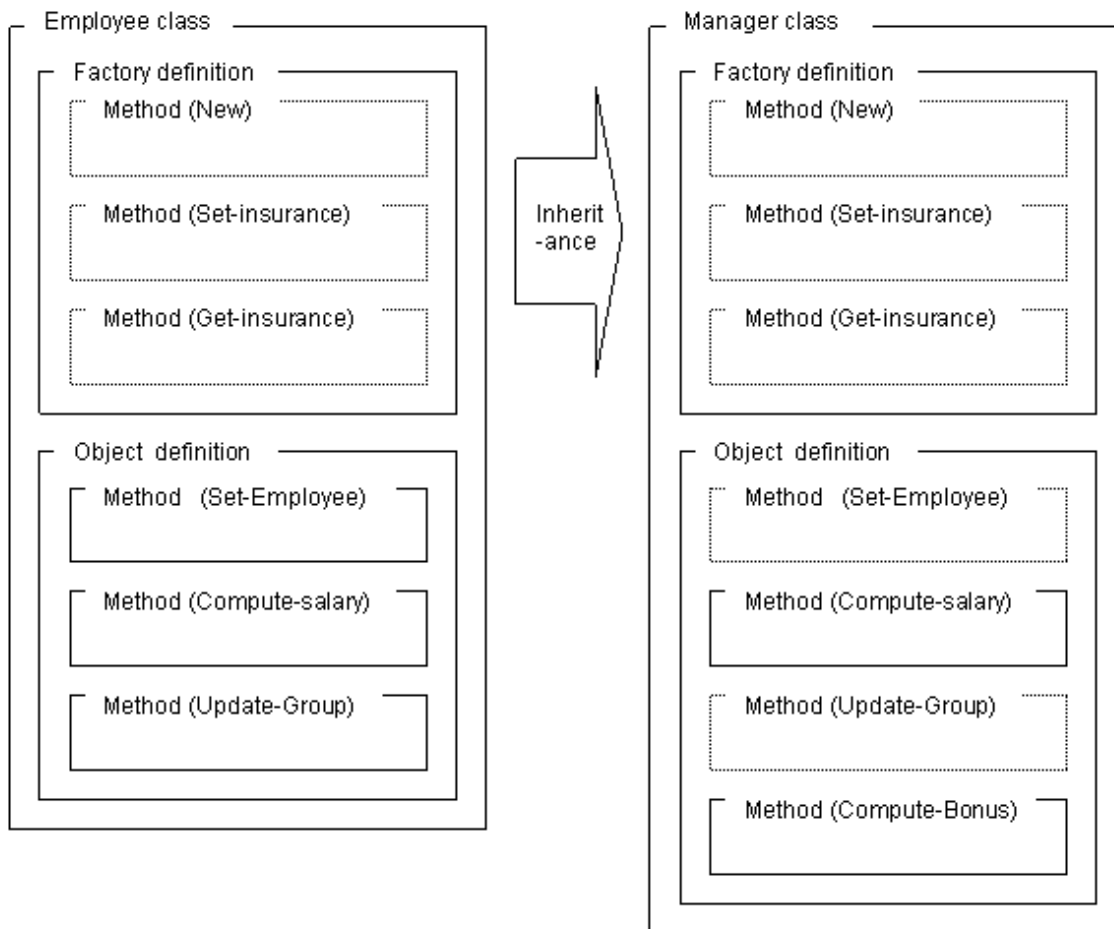 Employee class
Factory definition
Method (New)
Method (Set-insurance)
Method (Get-insurance)
Object definition
Method (Set-Employee)
Method (Compute-salary)
Method (Update-Group)
Inherit
-ance
Manager class
Factory definition
Method (New)
Method (Set-insurance)
Method (Get-insurance)
Object definition
Method (Set-Employee)
Method (Compute-salary)
Method (Update-Group)
Method (Compute-Bonus)